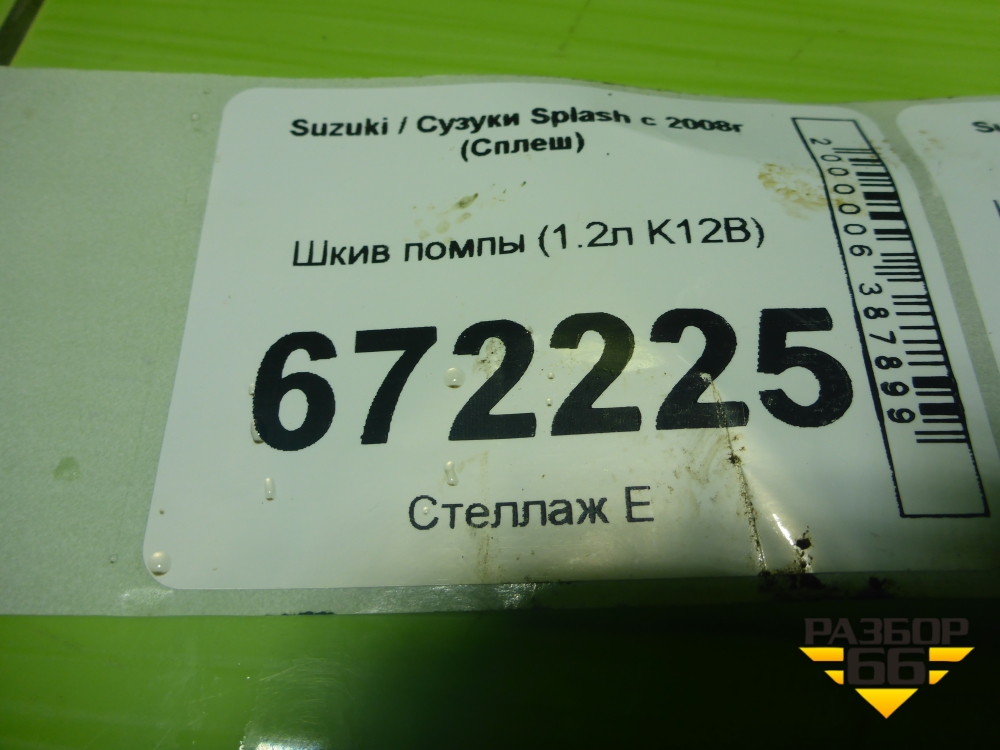 Suzuki / Сузуки Splash с 2008г
(Сплеш)
Шкив помпы (1.2л K12B)
672225
Стеллаж Е
2000006387899
РАЗБОР
66